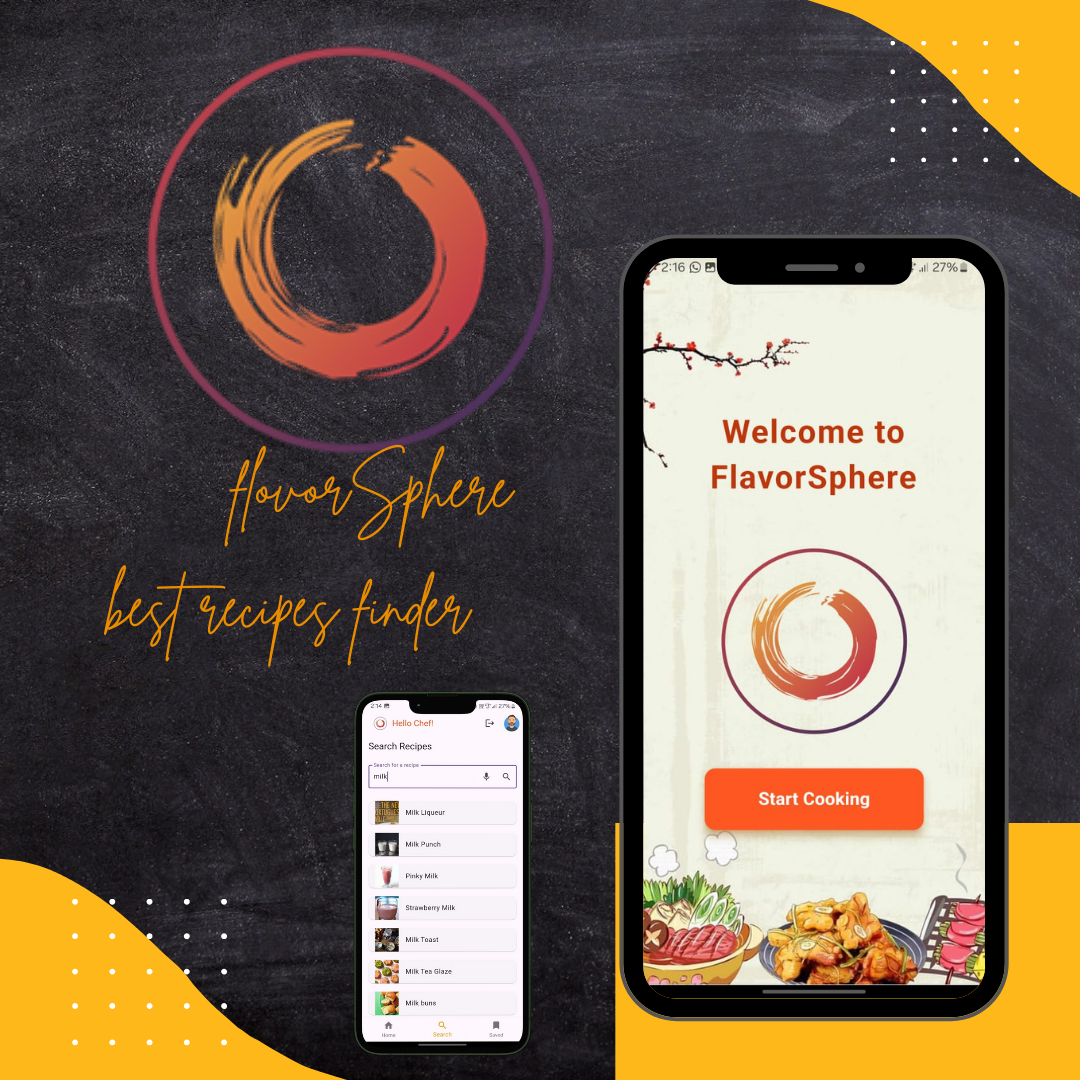 flavorSphere
best recipes finder
2:16
27%
Welcome to
FlavorSphere
Start Cooking
2:14
27%
Hello Chef!
Search Recipes
Search for a recipe
milk
Milk Liqueur
Milk Punch
Pinky Milk
Strawberry Milk
Milk Toast
Milk Tea Glaze
Milk buns
Home
Search
Saved